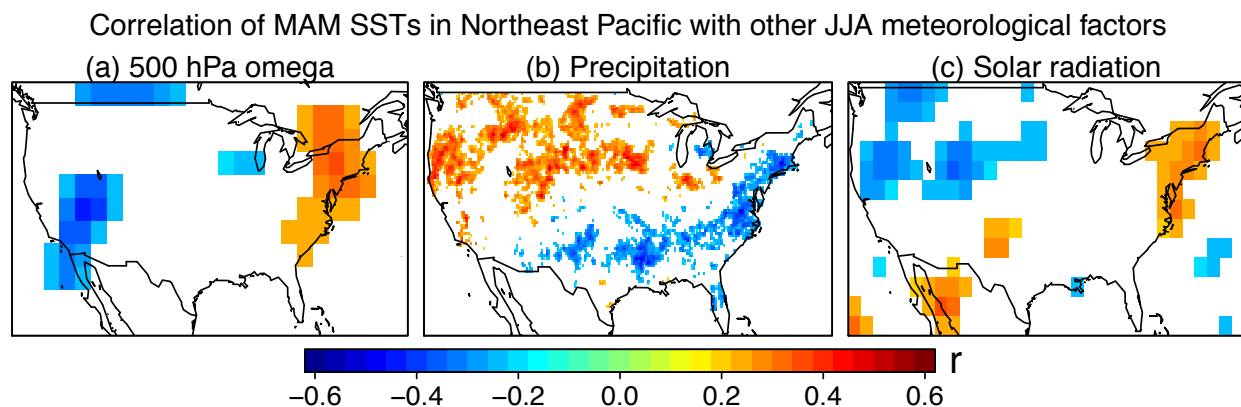 Correlation of MAM SSTs in Northeast Pacific with other JJA meteorological factors
(a) 500 hPa omega (b) Precipitation (c) Solar radiation
r
−0.6 −0.4 −0.2 0.0 0.2 0.4 0.6